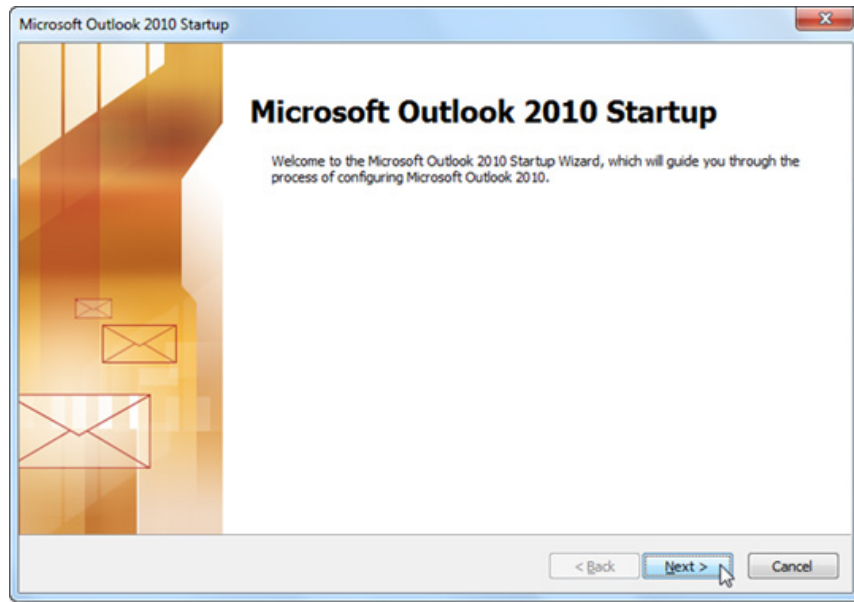 Microsoft Outlook 2010 Startup
Microsoft Outlook 2010 Startup
Welcome to the Microsoft Outlook 2010 Startup Wizard, which will guide you through the
process of configuring Microsoft Outlook 2010.
< Back Next > Cancel